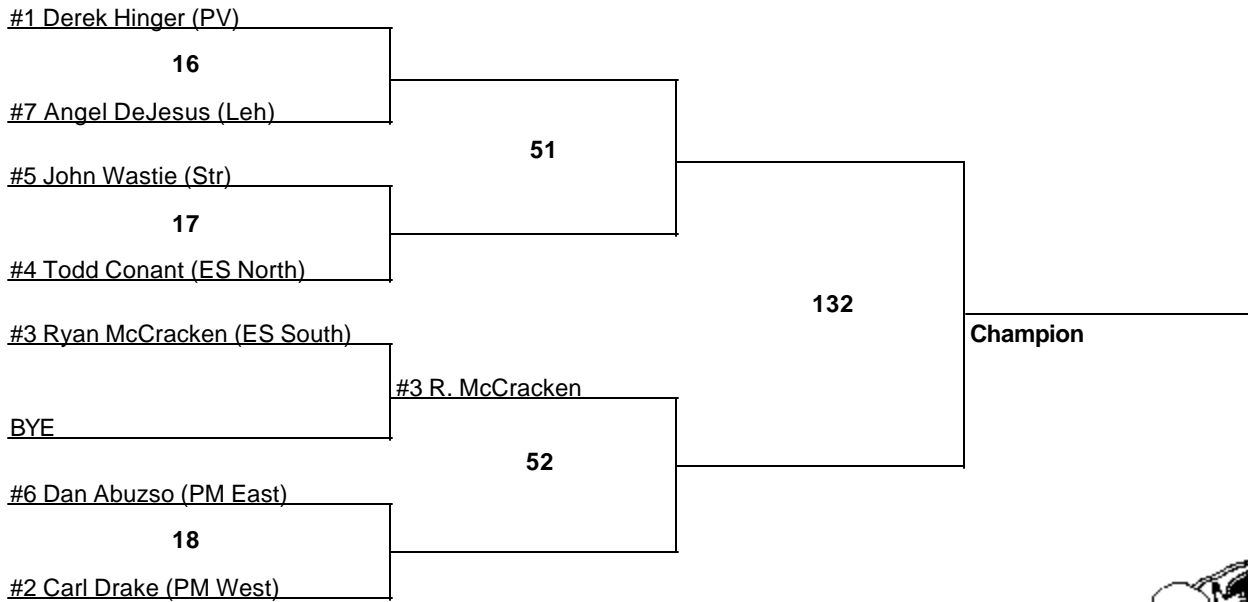 #1 Derek Hinger (PV)
16
#7 Angel DeJesus (Leh)
51
#5 John Wastie (Str)
17
#4 Todd Conant (ES North)
132
#3 Ryan McCracken (ES South)
Champion
#3 R. McCracken
BYE
52
#6 Dan Abuzso (PM East)
18
#2 Carl Drake (PM West)